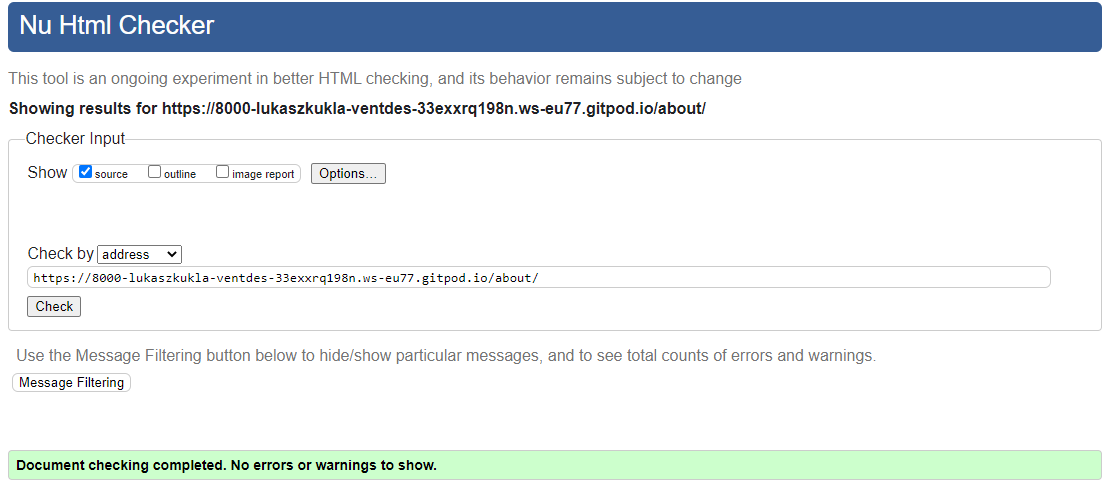 Nu Html Checker
This tool is an ongoing experiment in better HTML checking, and its behavior remains subject to change
Showing results for https://8000-lukaszkukla-ventdes-33exxrq198n.ws-eu77.gitpod.io/about/
Checker Input
Show source outline image report Options...
Check by address
https://8000-lukaszkukla-ventdes-33exxrq198n.ws-eu77.gitpod.io/about/
Check
Use the Message Filtering button below to hide/show particular messages, and to see total counts of errors and warnings.
Message Filtering
Document checking completed. No errors or warnings to show.